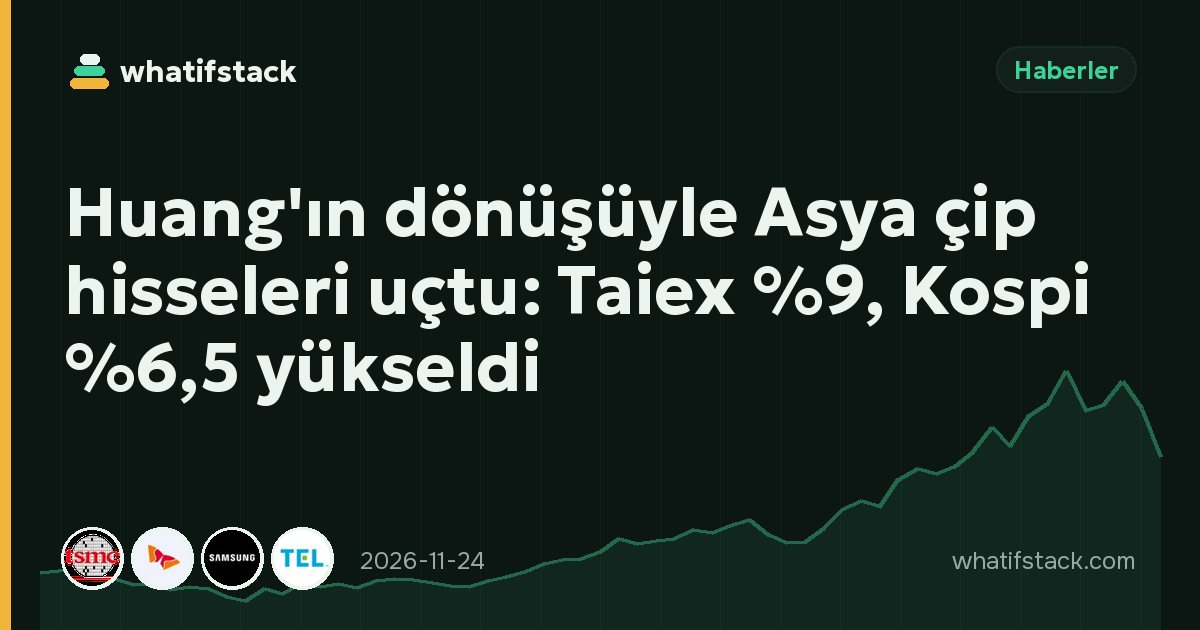 whatifstack
Haberler
Huang'ın dönüşüyle Asya çip
hisseleri uçtu: Taiex %9, Kospi
%6,5 yükseldi
tsmc
SAMSUNG
TEL
2026-11-24
whatifstack.com